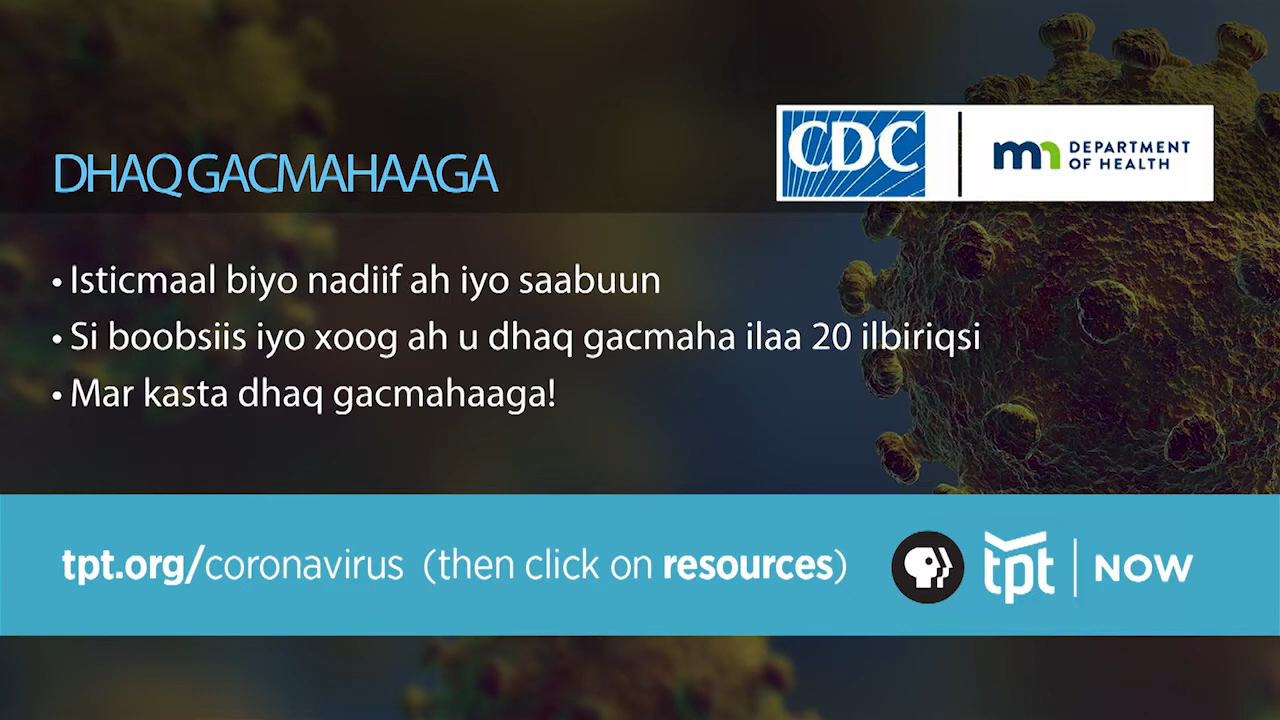 DHAQ GACMAHAAGA
CDC
mn DEPARTMENT
OF HEALTH
• Isticmaal biyo nadiif ah iyo saabuun
• Si boobsiis iyo xoog ah u dhaq gacmaha ilaa 20 ilbiriqsi
• Mar kasta dhaq gacmahaaga!
tpt.org/coronavirus (then click on resources)
tpt NOW